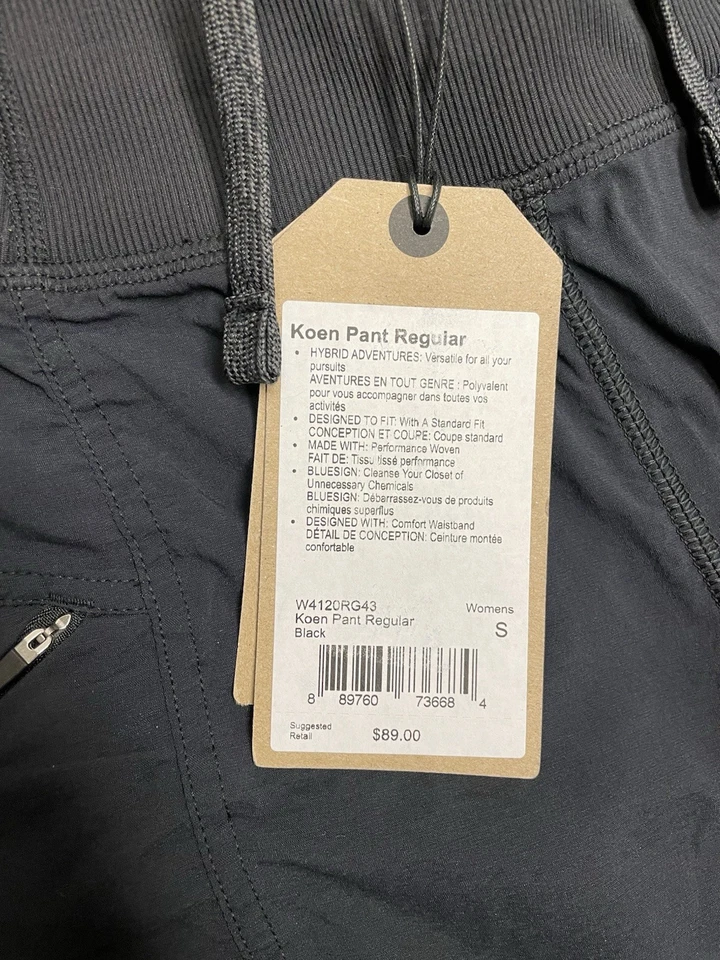 Koen Pant Regular
• HYBRID ADVENTURES: Versatile for all your
pursuits
AVENTURES EN TOUT GENRE : Polyvalent
pour vous accompagner dans toutes vos
activités
• DESIGNED TO FIT: With A Standard Fit
CONCEPTION ET COUPE: Coupe standard
• MADE WITH: Performance Woven
FAIT DE: Tissu tissé performance
• BLUESIGN: Cleanse Your Closet of
Unnecessary Chemicals
BLUESIGN: Débarrassez-vous de produits
chimiques superflus
• DESIGNED WITH: Comfort Waistband
DÉTAIL DE CONCEPTION: Ceinture montée
confortable
W4120RG43 Womens
Koen Pant Regular S
Black
8 89760 73668 4
Suggested
Retail $89.00